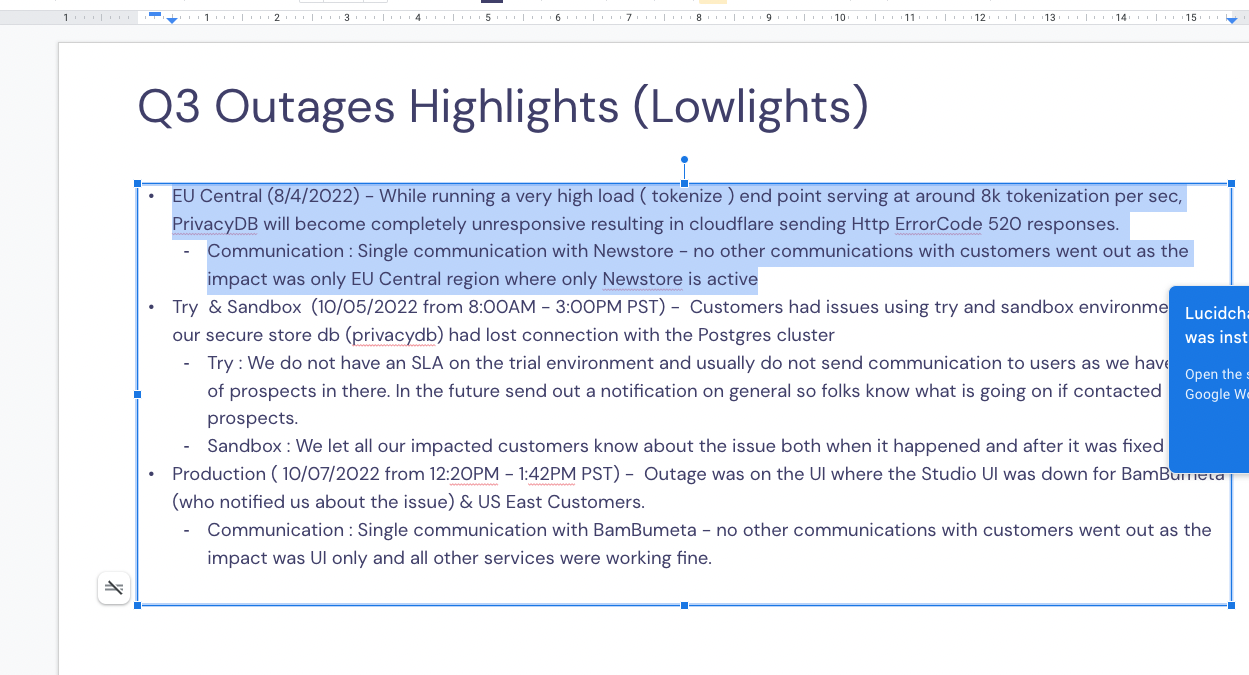 1 1 2 3 4 5 6 7 8 9 10 11 12 13 14 15
Q3 Outages Highlights (Lowlights)
• EU Central (8/4/2022) - While running a very high load ( tokenize ) end point serving at around 8k tokenization per sec,
PrivacyDB will become completely unresponsive resulting in cloudflare sending Http ErrorCode 520 responses.
- Communication : Single communication with Newstore - no other communications with customers went out as the
impact was only EU Central region where only Newstore is active
• Try & Sandbox (10/05/2022 from 8:00AM - 3:00PM PST) - Customers had issues using try and sandbox
our secure store db (privacydb) had lost connection with the Postgres cluster
- Try : We do not have an SLA on the trial environment and usually do not send communication to users as we have
of prospects in there. In the future send out a notification on general so folks know what is going on if contacted
prospects.
- Sandbox : We let all our impacted customers know about the issue both when it happened and after it was fixed
• Production ( 10/07/2022 from 12:20PM - 1:42PM PST) - Outage was on the UI where the Studio UI was down for BamBumeta
(who notified us about the issue) & US East Customers.
- Communication : Single communication with BamBumeta - no other communications with customers went out as the
impact was UI only and all other services were working fine.
was
Open the
Google